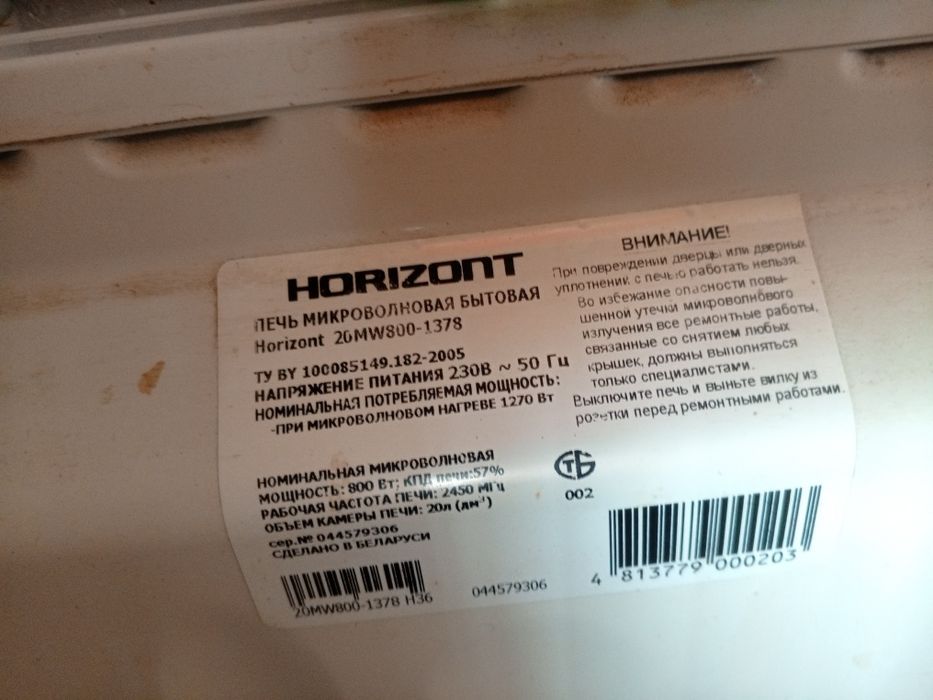 HORIZONT
ПЕЧЬ МИКРОВОЛНОВАЯ БЫТОВАЯ
Horizont 20MW800-1378
ТУ BY 100085149.182-2005
НАПРЯЖЕНИЕ ПИТАНИЯ 230В ~ 50 Гц
НОМИНАЛЬНАЯ ПОТРЕБЛЯЕМАЯ МОЩНОСТЬ:
-ПРИ МИКРОВОЛНОВОМ НАГРЕВЕ 1270 Вт
НОМИНАЛЬНАЯ МИКРОВОЛНОВАЯ
МОЩНОСТЬ: 800 Вт; КПД печи:57%
РАБОЧАЯ ЧАСТОТА ПЕЧИ: 2450 МГц
ОБЪЕМ КАМЕРЫ ПЕЧИ: 20л (дм³)
сер.№ 044579306
СДЕЛАНО В БЕЛАРУСИ
20MW800-1378 H36
044579306
ВНИМАНИЕ!
При повреждении дверцы или дверных
уплотнений с печью работать нельзя.
Во избежание опасности повы-
шенной утечки микроволнового
излучения все ремонтные работы,
связанные со снятием любых
крышек, должны выполняться
только специалистами.
Выключите печь и выньте вилку из
розетки перед ремонтными работами.
СТБ
002
4 813779 000203